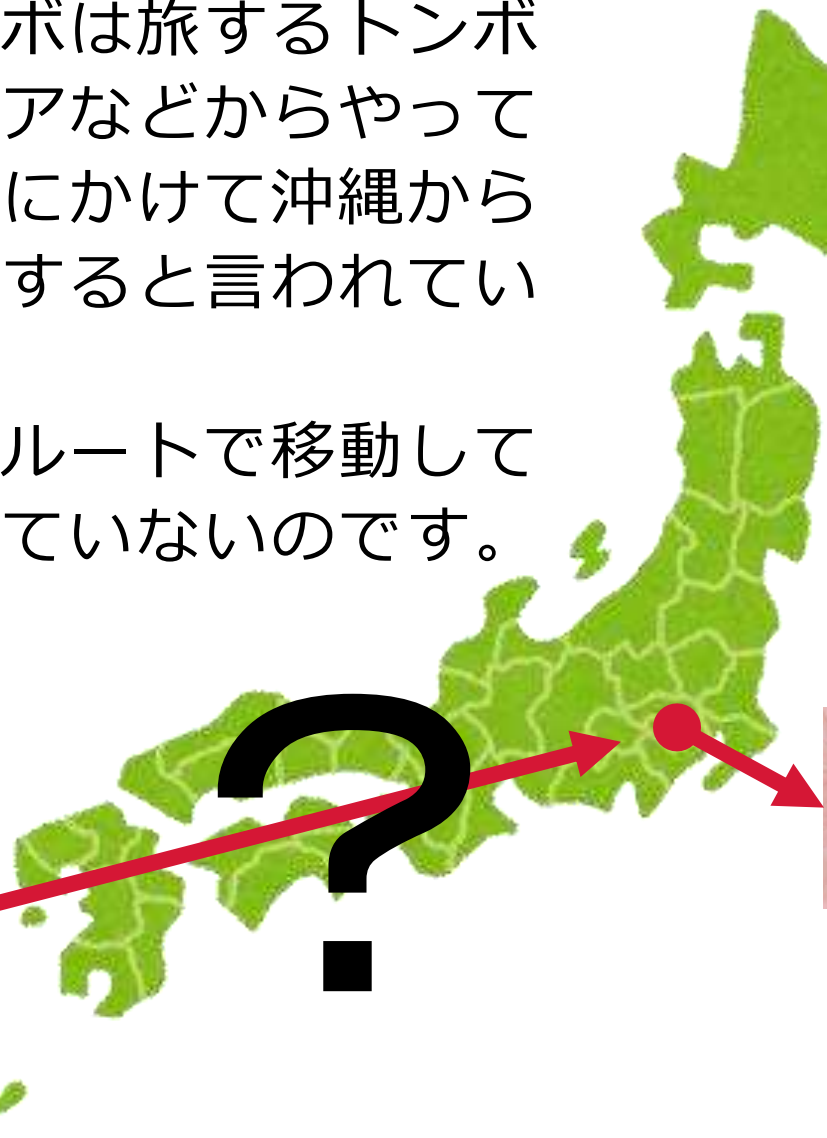 ボは旅するトンボ
アなどからやって
にかけて沖縄から
すると言われてい
ルートで移動して
ていないのです。
?